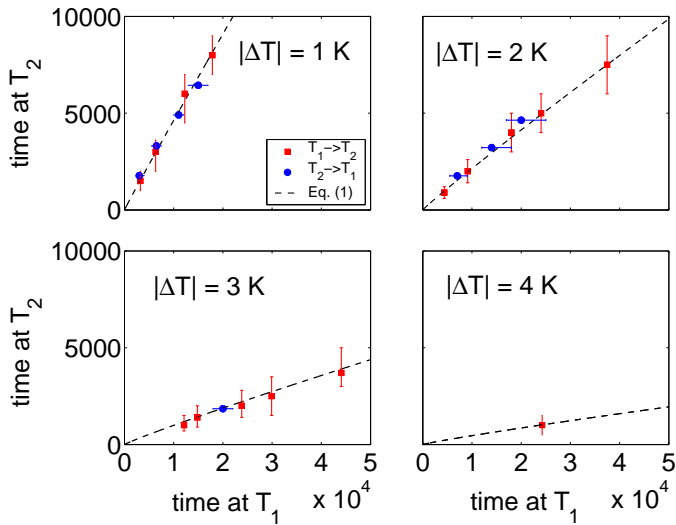 10000
5000
0
time at T2
|ΔT| = 1 K
T1->T2
T2->T1
Eq. (1)
|ΔT| = 2 K
10000
5000
0
time at T2
|ΔT| = 3 K
0 1 2 3 4 5
time at T1
x 10^4
|ΔT| = 4 K
0 1 2 3 4 5
time at T1
x 10^4